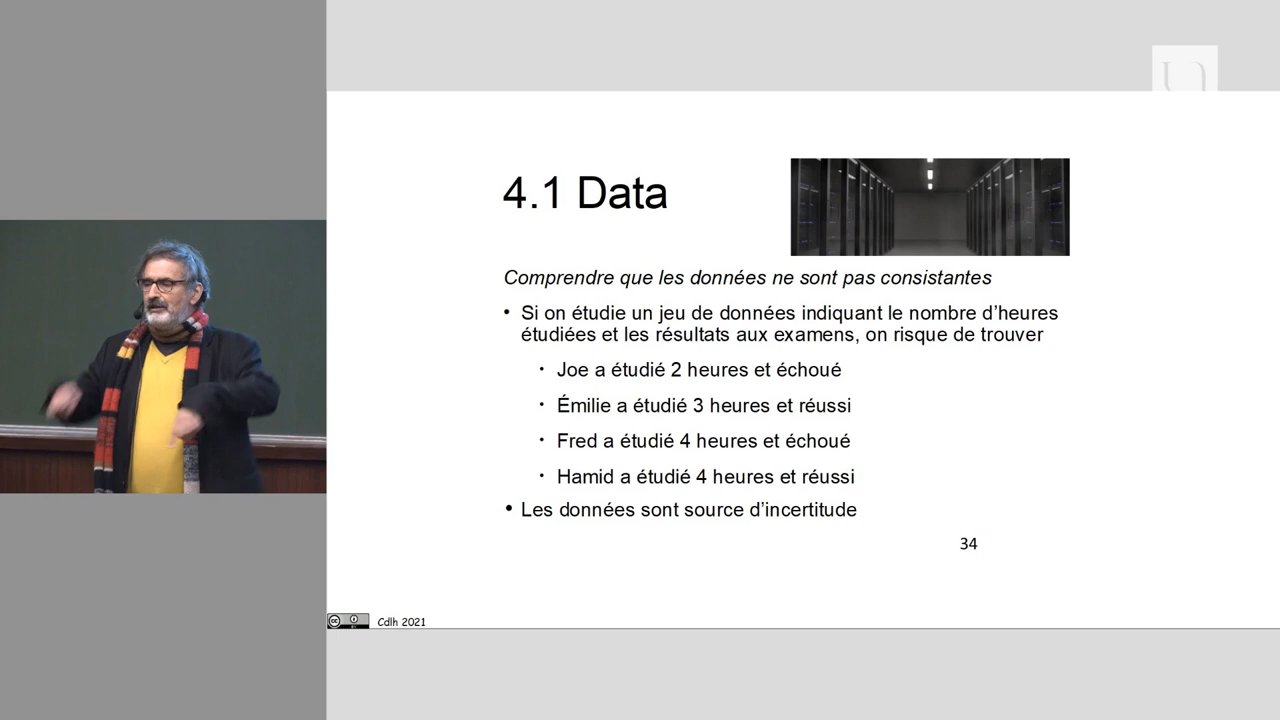 4.1 Data
Comprendre que les données ne sont pas consistantes
• Si on étudie un jeu de données indiquant le nombre d’heures
étudiées et les résultats aux examens, on risque de trouver
• Joe a étudié 2 heures et échoué
• Émilie a étudié 3 heures et réussi
• Fred a étudié 4 heures et échoué
• Hamid a étudié 4 heures et réussi
• Les données sont source d’incertitude
34
Cdlh 2021